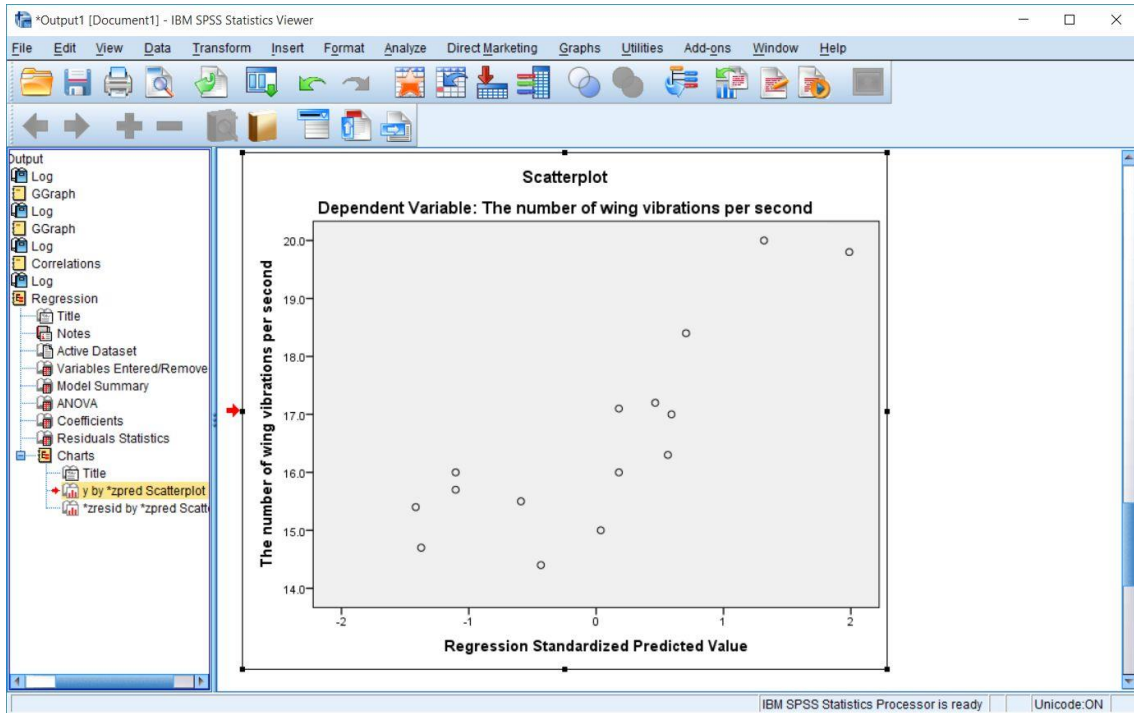 *Output1 [Document1] - IBM SPSS Statistics Viewer
File Edit View Data Transform Insert Format Analyze Direct Marketing Graphs Utilities Add-ons Window Help
Output
Log
GGraph
Log
GGraph
Log
Correlations
Log
Regression
Title
Notes
Active Dataset
Variables Entered/Remove
Model Summary
ANOVA
Coefficients
Residuals Statistics
Charts
Title
y by *zpred Scatterplot
*zresid by *zpred Scatt
Scatterplot
Dependent Variable: The number of wing vibrations per second
The number of wing vibrations per second
20.0
19.0
18.0
17.0
16.0
15.0
14.0
-2 -1 0 1 2
Regression Standardized Predicted Value
IBM SPSS Statistics Processor is ready Unicode:ON